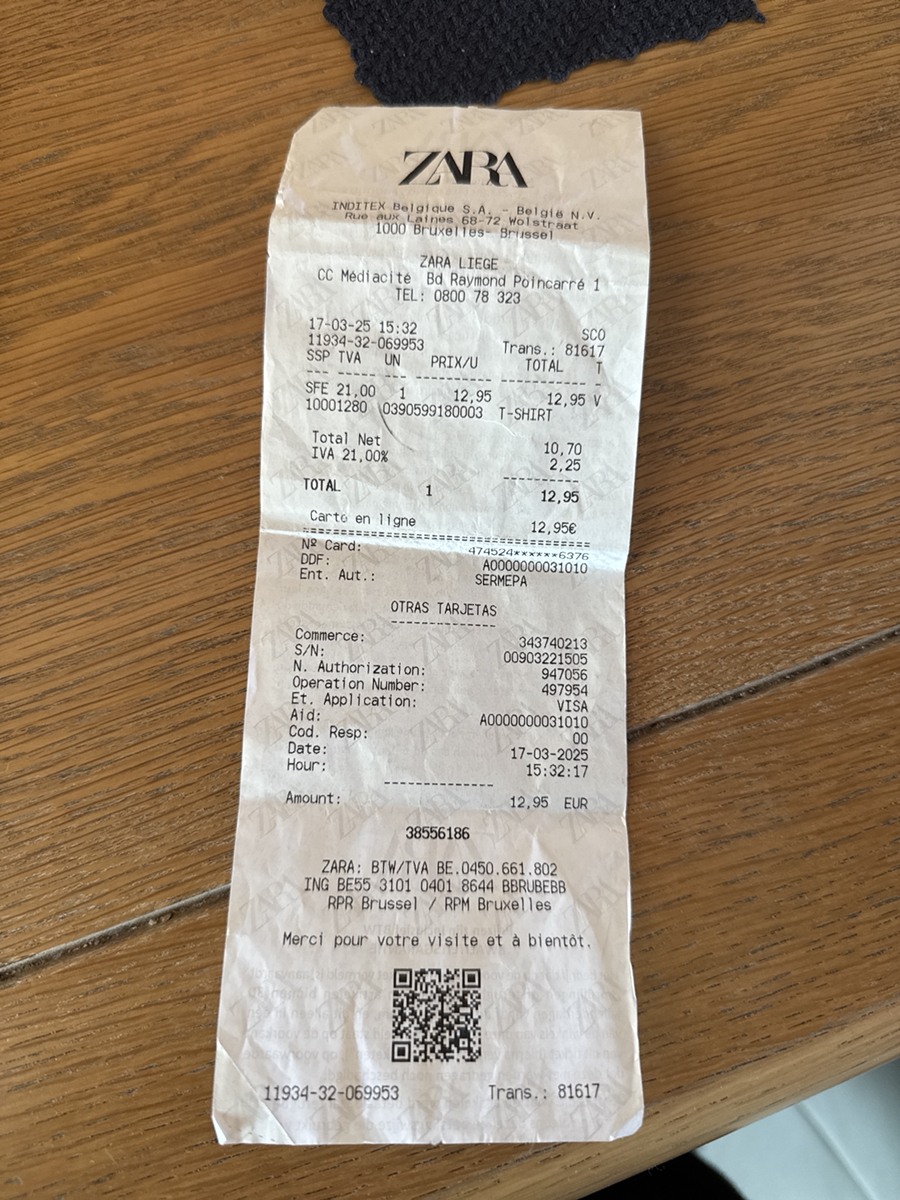 ZARA
INDITEX Belgique S.A. - België N.V.
Rue aux Laines 68-72 Wolstraat
1000 Bruxelles- Brussel
ZARA LIEGE
CC Médiacité Bd Raymond Poincarré 1
TEL: 0800 78 323
17-03-25 15:32 SCO
11934-32-069953 Trans.: 81617
SSP TVA UN PRIX/U TOTAL T
SFE 21,00 1 12,95 12,95 V
10001280 0390599180003 T-SHIRT
Total Net 10,70
IVA 21,00% 2,25
TOTAL 1 12,95
Carte en ligne 12,95€
Nº Card: 474524******6376
DDF: A0000000031010
Ent. Aut.: SERMEPA
OTRAS TARJETAS
Commerce: 343740213
S/N: 00903221505
N. Authorization: 947056
Operation Number: 497954
Et. Application: VISA
Aid: A0000000031010
Cod. Resp: 00
Date: 17-03-2025
Hour: 15:32:17
Amount: 12,95 EUR
38556186
ZARA: BTW/TVA BE.0450.661.802
ING BE55 3101 0401 8644 BBRUBEBB
RPR Brussel / RPM Bruxelles
Merci pour votre visite et à bientôt.
11934-32-069953 Trans.: 81617